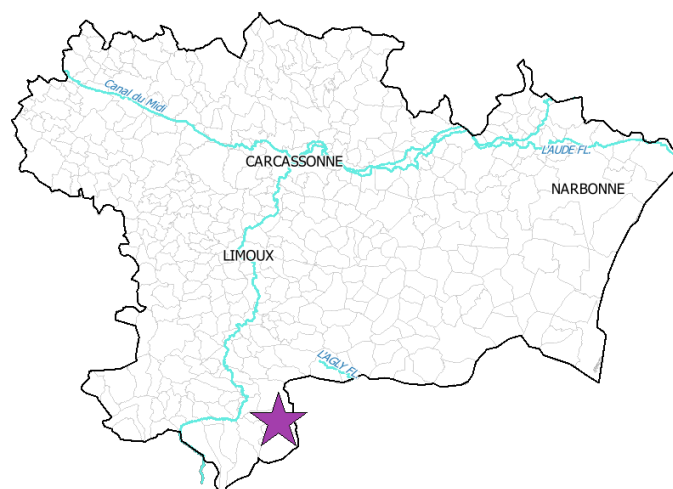 Canal du Midi
CARCASSONNE
L'AUDE FL.
NARBONNE
LIMOUX
L'AGLY FL.